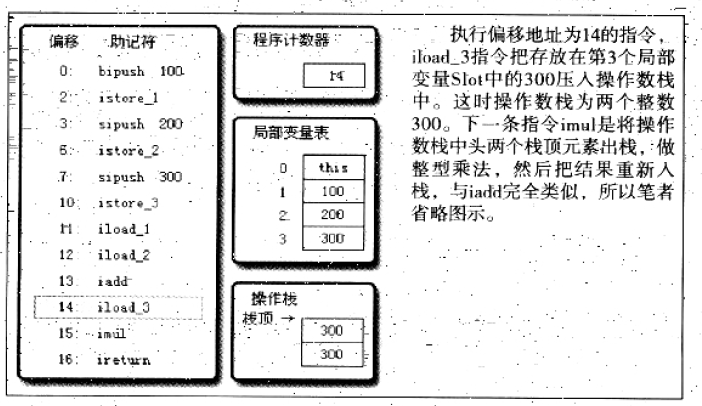 偏移 助记符
0: bipush 100
2: istore_1
3: sipush 200
6: istore_2
7: sipush 300
10: istore_3
11: iload_1
12: iload_2
13: iadd
14: iload_3
15: imul
16: ireturn
程序计数器
14
局部变量表
0 this
1 100
2 200
3 300
操作栈
栈顶 →
300
300
执行偏移地址为14的指令，
iload_3指令把存放在第3个局部
变量Slot中的300压入操作数栈
中。这时操作数栈为两个整数
300。下一条指令imul是将操作
数栈中头两个栈顶元素出栈，做
整型乘法，然后把结果重新入
栈，与iadd完全类似，所以笔者
省略图示。